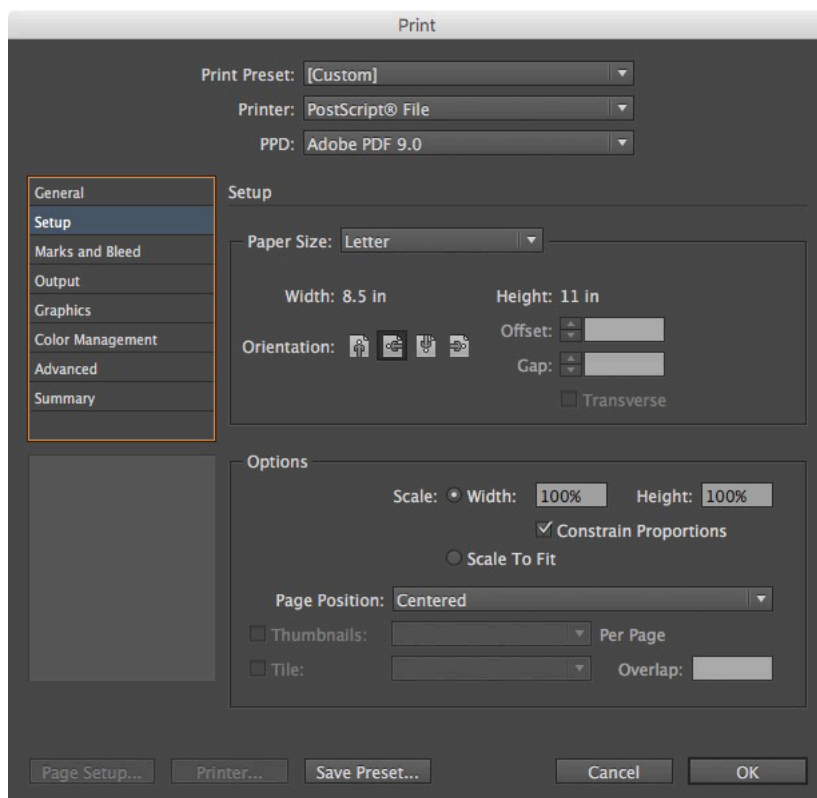 Print
Print Preset: [Custom]
Printer: PostScript® File
PPD: Adobe PDF 9.0
General
Setup
Marks and Bleed
Output
Graphics
Color Management
Advanced
Summary
Setup
Paper Size: Letter
Width: 8.5 in Height: 11 in
Orientation: Offset:
Gap:
Transverse
Options
Scale: Width: 100% Height: 100%
Constrain Proportions
Scale To Fit
Page Position: Centered
Thumbnails: Per Page
Tile: Overlap:
Page Setup... Printer... Save Preset... Cancel OK